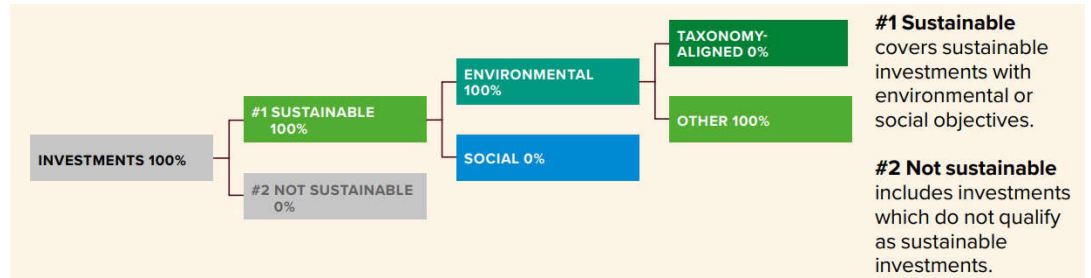 INVESTMENTS 100%
#1 SUSTAINABLE
100%
#2 NOT SUSTAINABLE
0%
ENVIRONMENTAL
100%
SOCIAL 0%
TAXONOMY-
ALIGNED 0%
OTHER 100%
#1 Sustainable
covers sustainable
investments with
environmental or
social objectives.
#2 Not sustainable
includes investments
which do not qualify
as sustainable
investments.